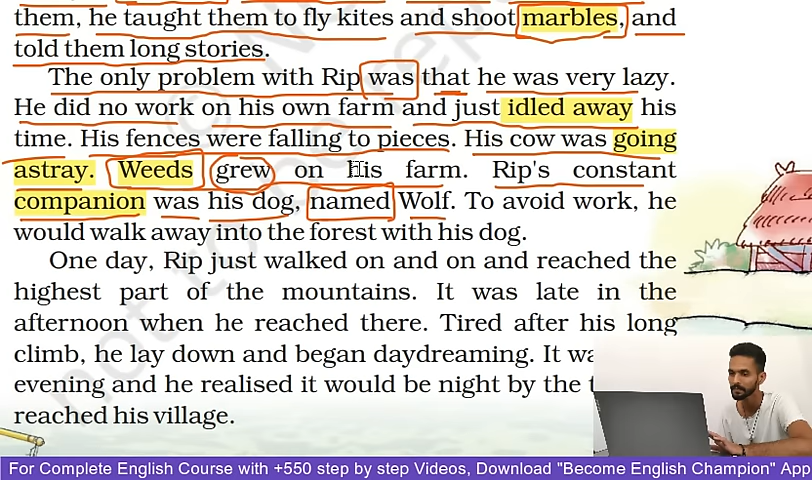 them, he taught them to fly kites and shoot marbles, and
told them long stories.
The only problem with Rip was that he was very lazy.
He did no work on his own farm and just idled away his
time. His fences were falling to pieces. His cow was going
astray. Weeds grew on his farm. Rip's constant
companion was his dog, named Wolf. To avoid work, he
would walk away into the forest with his dog.
One day, Rip just walked on and on and reached the
highest part of the mountains. It was late in the
afternoon when he reached there. Tired after his long
climb, he lay down and began daydreaming. It
evening and he realised it would be night by the
reached his village.
For Complete English Course with +550 step by step Videos, Download "Become English Champion" App